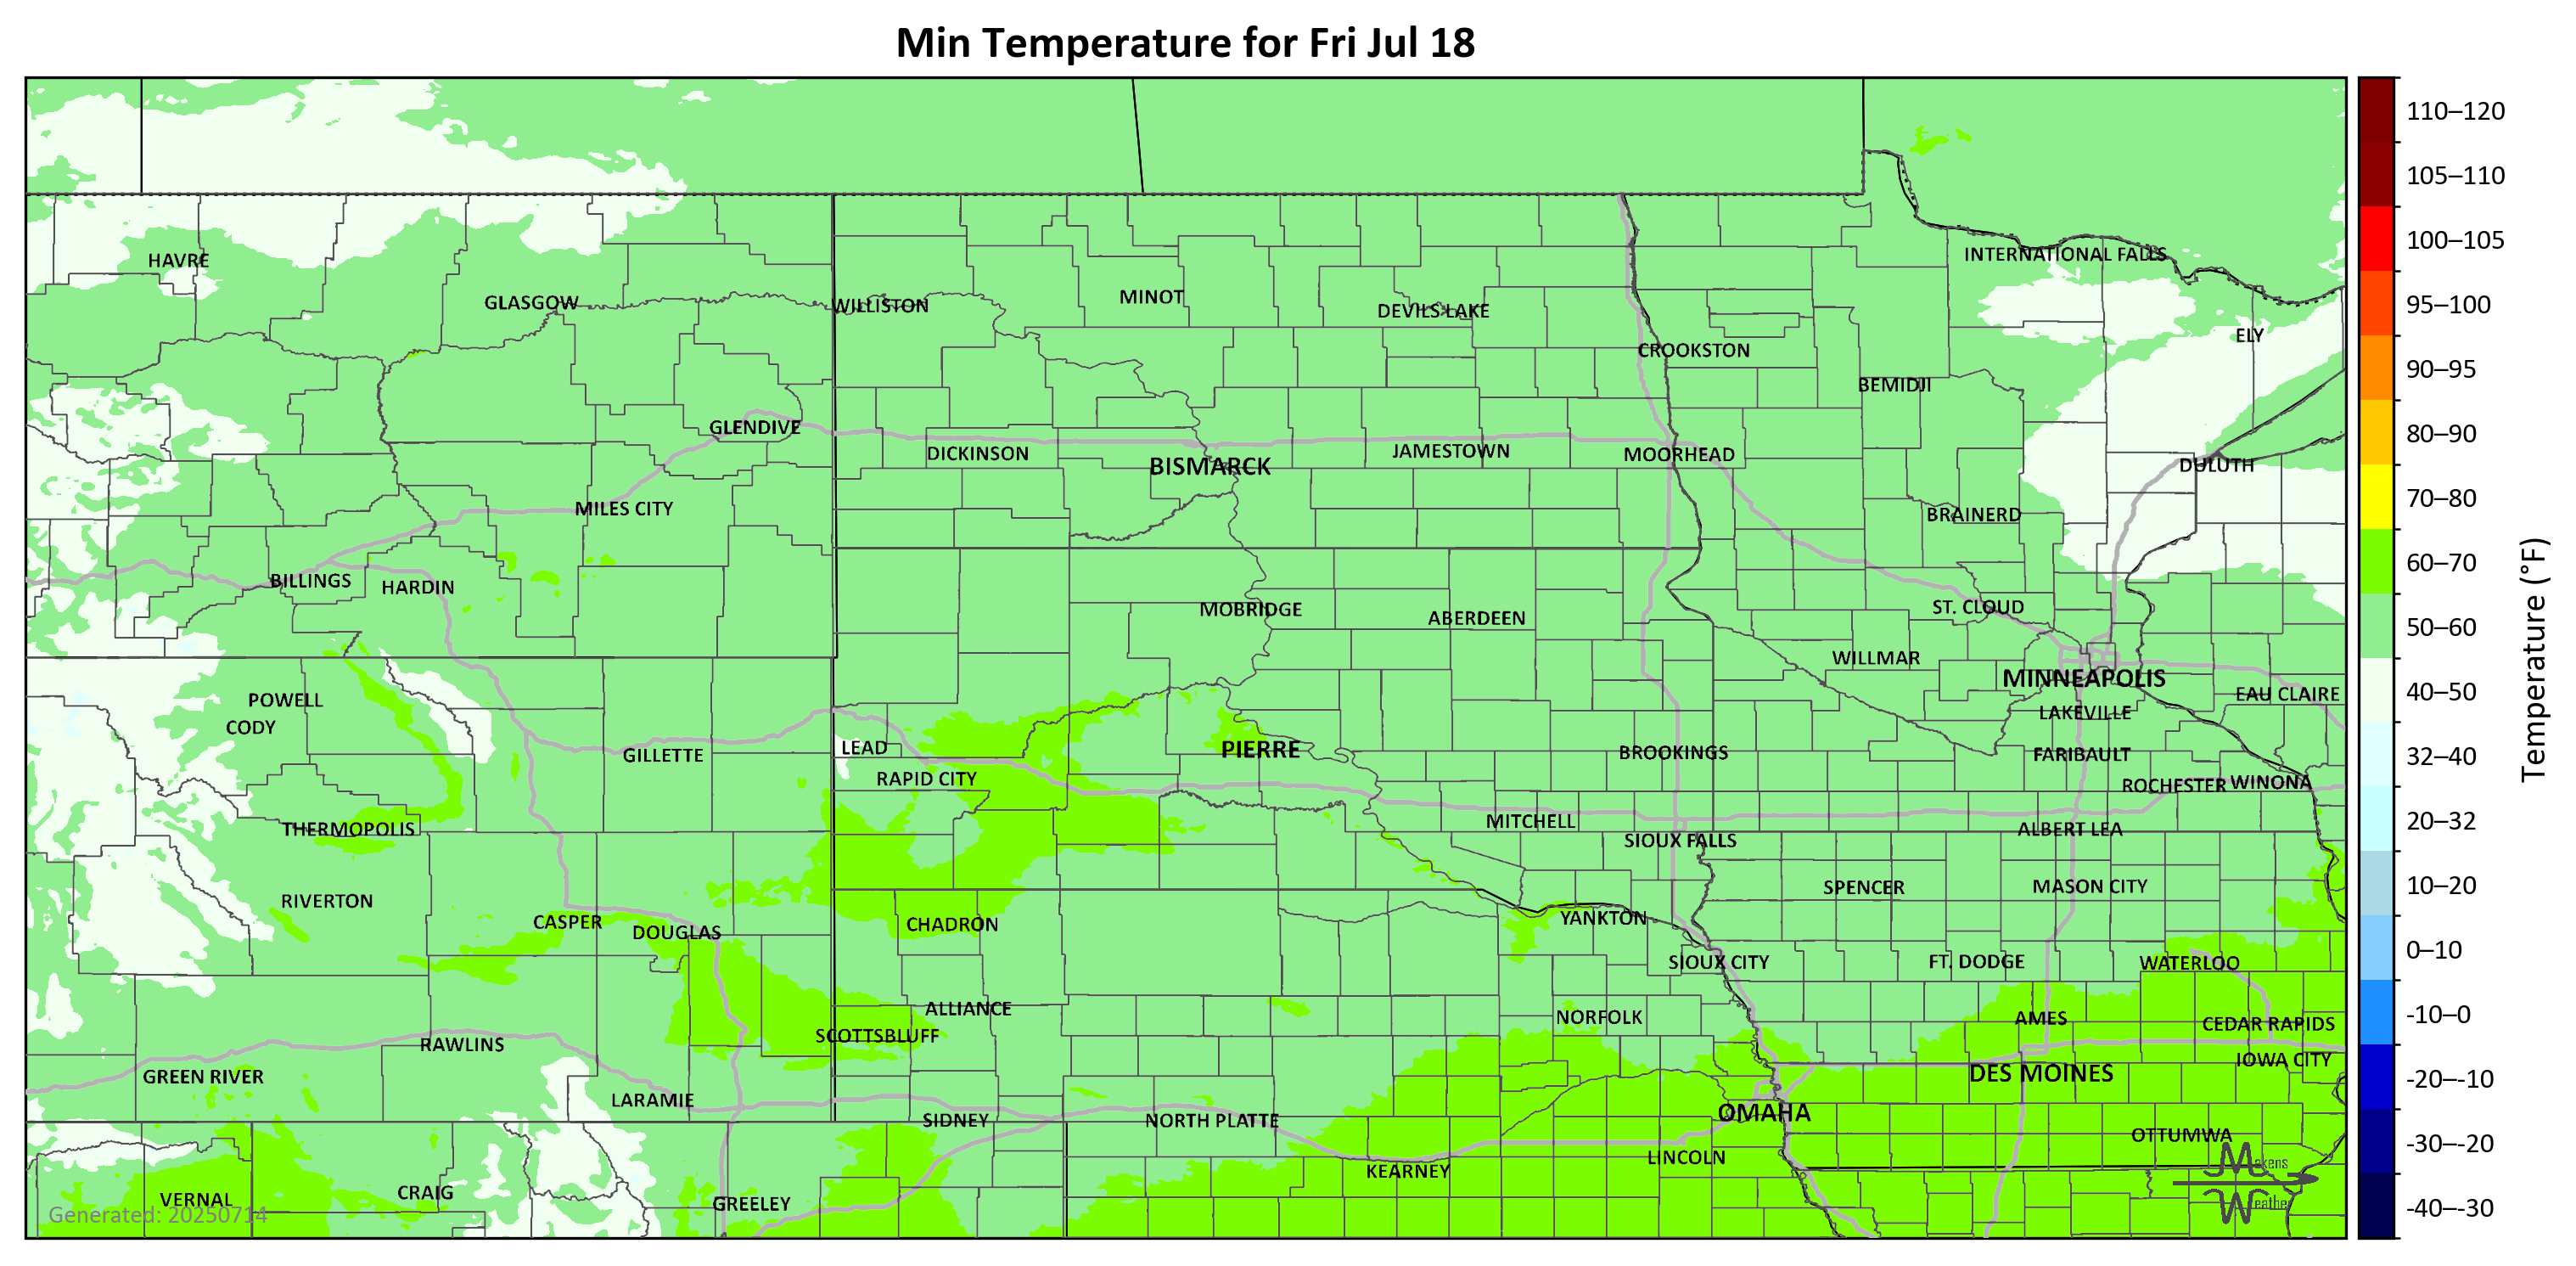 Min Temperature for Fri Jul 18
INTERNATIONAL FALLS
HAVRE
MINOT
GLASGOW
WILLISTON
DEVILS LAKE
ELY
CROOKSTON
BEMIDJI
GLENDIVE
DICKINSON
BISMARCK
JAMESTOWN
MOORHEAD
DULUTH
MILES CITY
BRAINERD
BILLINGS
HARDIN
MOBRIDGE
ABERDEEN
ST. CLOUD
WILLMAR
MINNEAPOLIS
EAU CLAIRE
POWELL
CODY
LAKEVILLE
GILLETTE
LEAD
PIERRE
BROOKINGS
FARIBAULT
RAPID CITY
ROCHESTER
WINONA
THERMOPOLIS
MITCHELL
SIOUX FALLS
ALBERT LEA
RIVERTON
SPENCER
MASON CITY
CASPER
DOUGLAS
CHADRON
YANKTON
SIOUX CITY
FT. DODGE
WATERLOO
ALLIANCE
NORFOLK
AMES
CEDAR RAPIDS
SCOTTSBLUFF
RAWLINS
IOWA CITY
GREEN RIVER
DES MOINES
LARAMIE
SIDNEY
NORTH PLATTE
OMAHA
OTTUMWA
LINCOLN
KEARNEY
VERNAL
CRAIG
GREELEY
Generated: 20250714
Makens
Weather
110–120
105–110
100–105
95–100
90–95
80–90
70–80
60–70
50–60
40–50
32–40
20–32
10–20
0–10
-10–0
-20–-10
-30–-20
-40–-30
Temperature (°F)